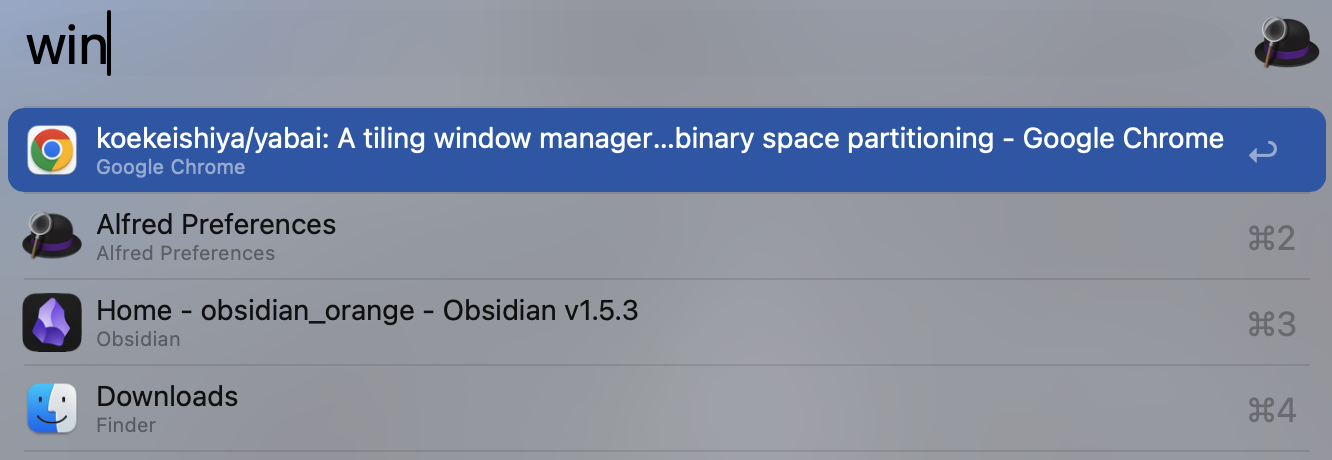 win
koekeishiya/yabai: A tiling window manager...binary space partitioning - Google Chrome
Google Chrome
Alfred Preferences
Alfred Preferences
⌘2
Home - obsidian_orange - Obsidian v1.5.3
Obsidian
⌘3
Downloads
Finder
⌘4